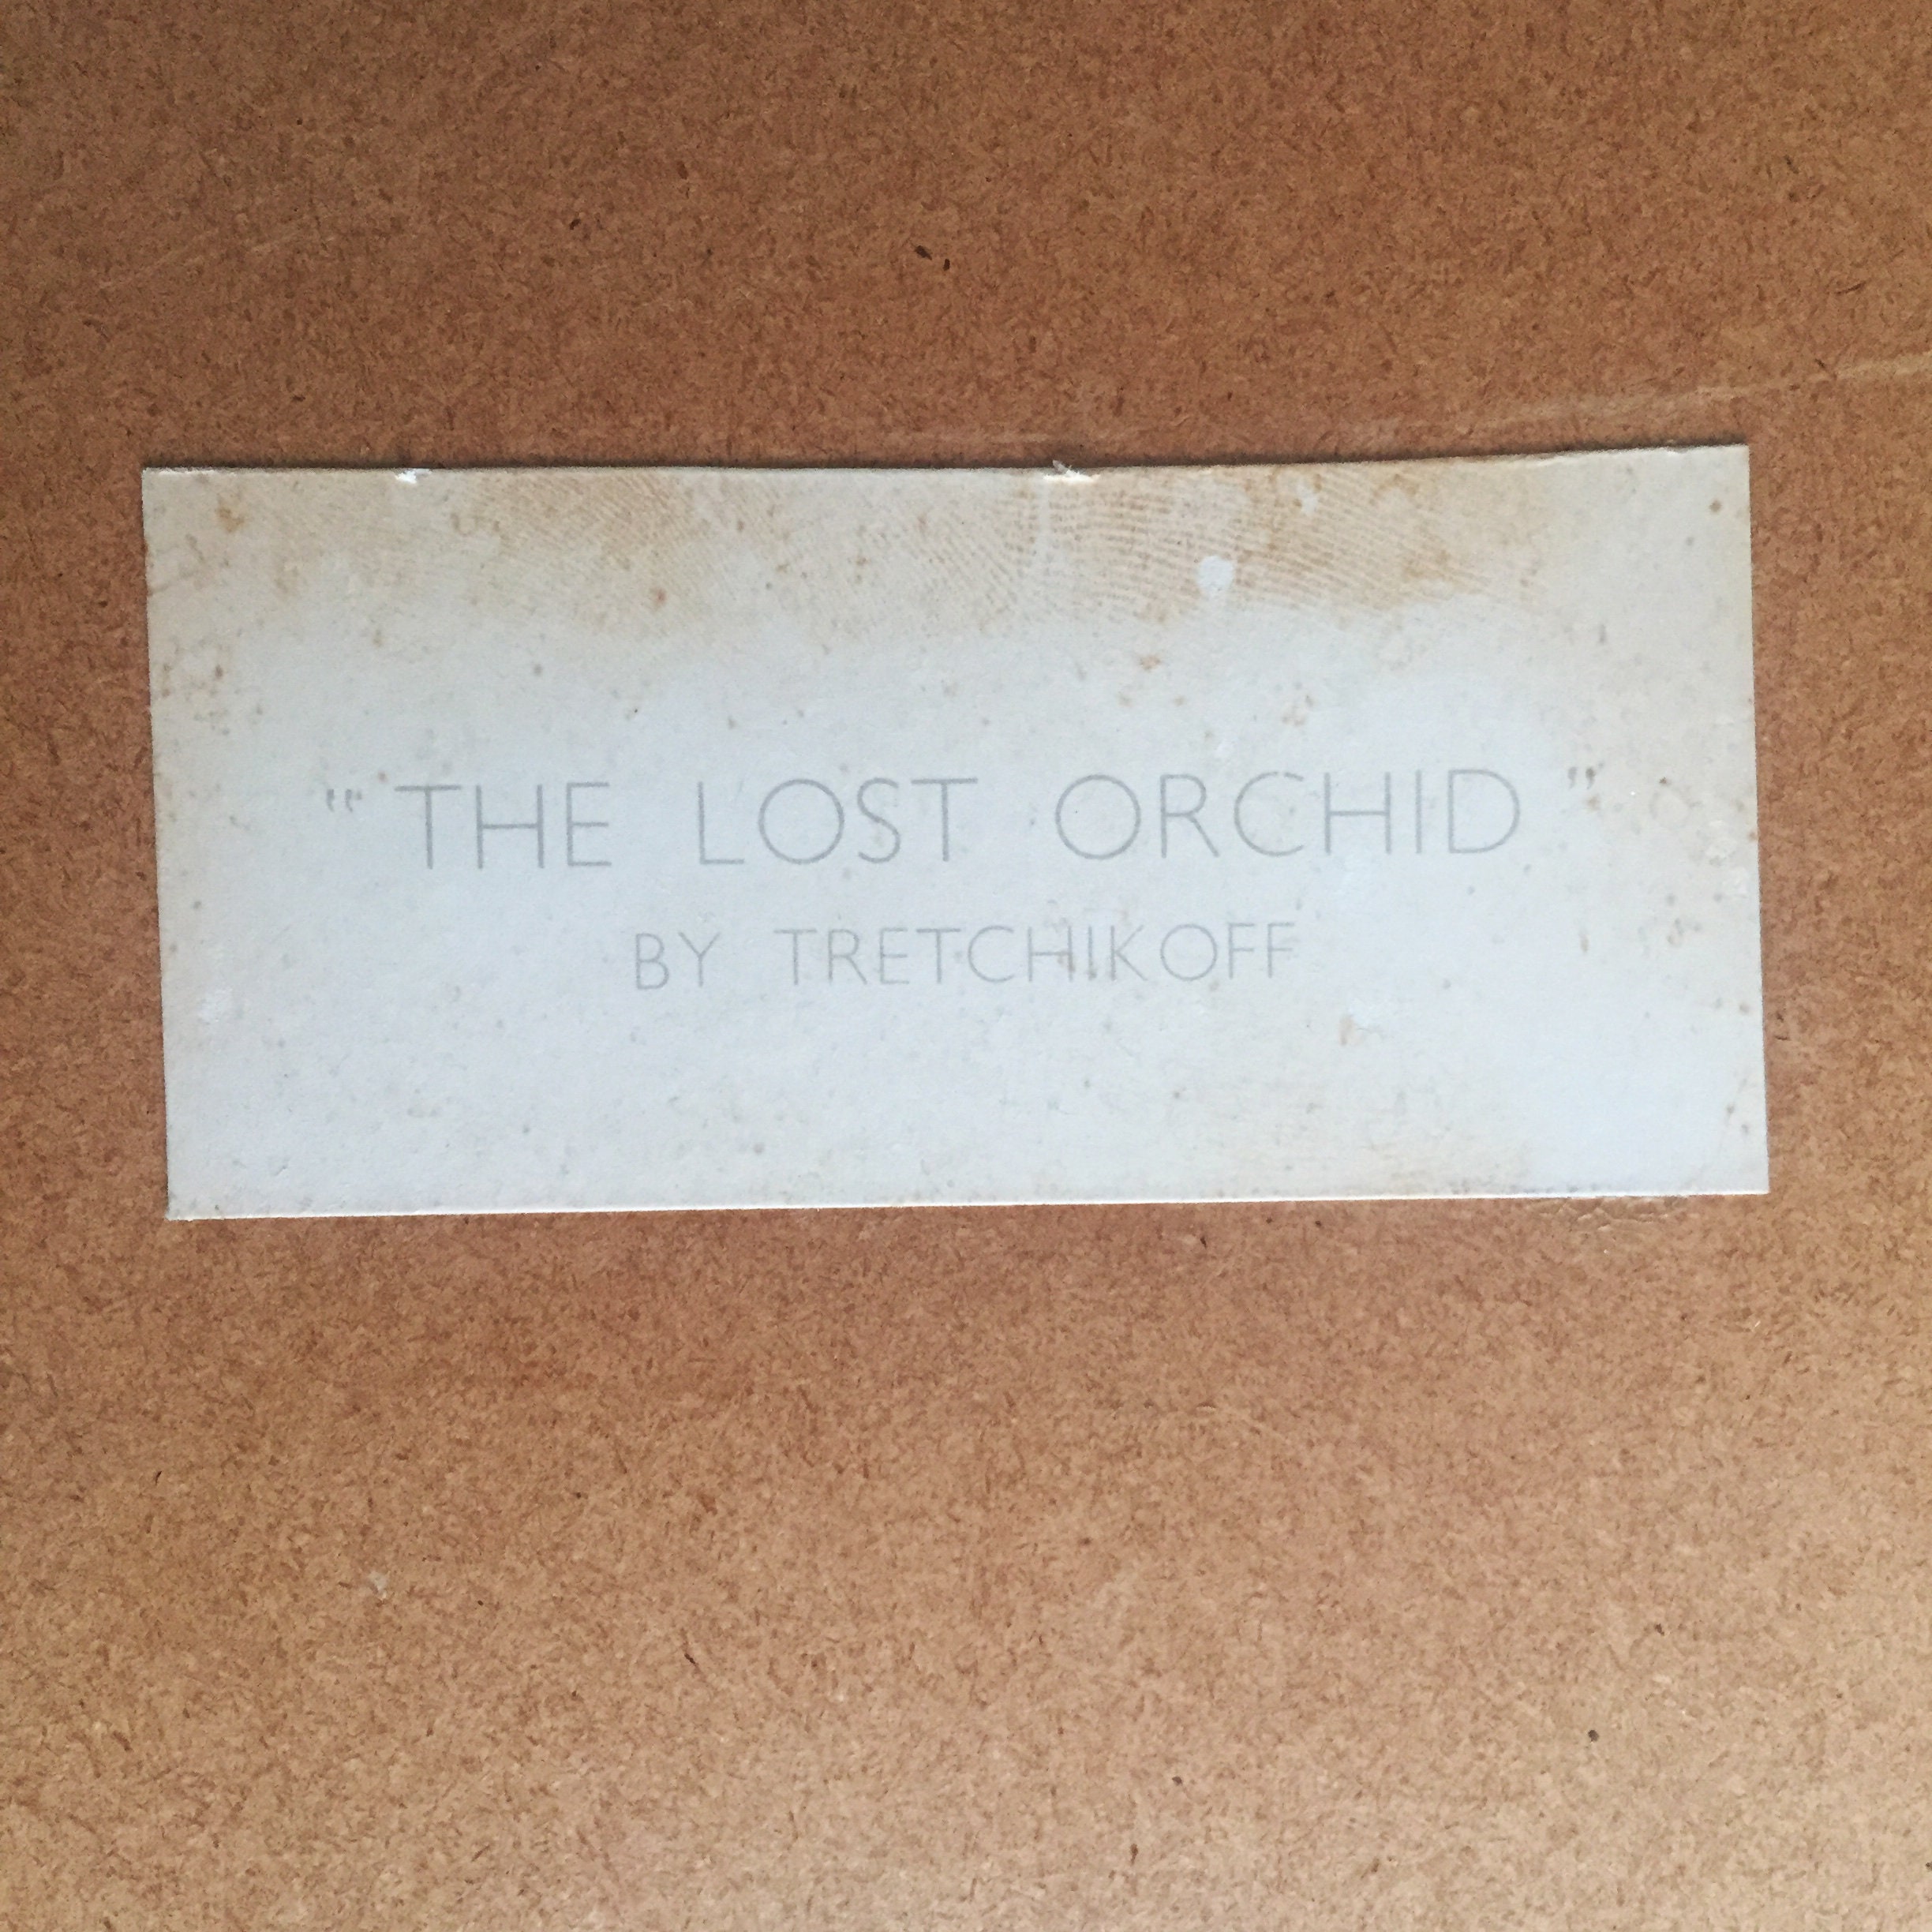 "THE LOST ORCHID"
BY TRETCHIKOFF